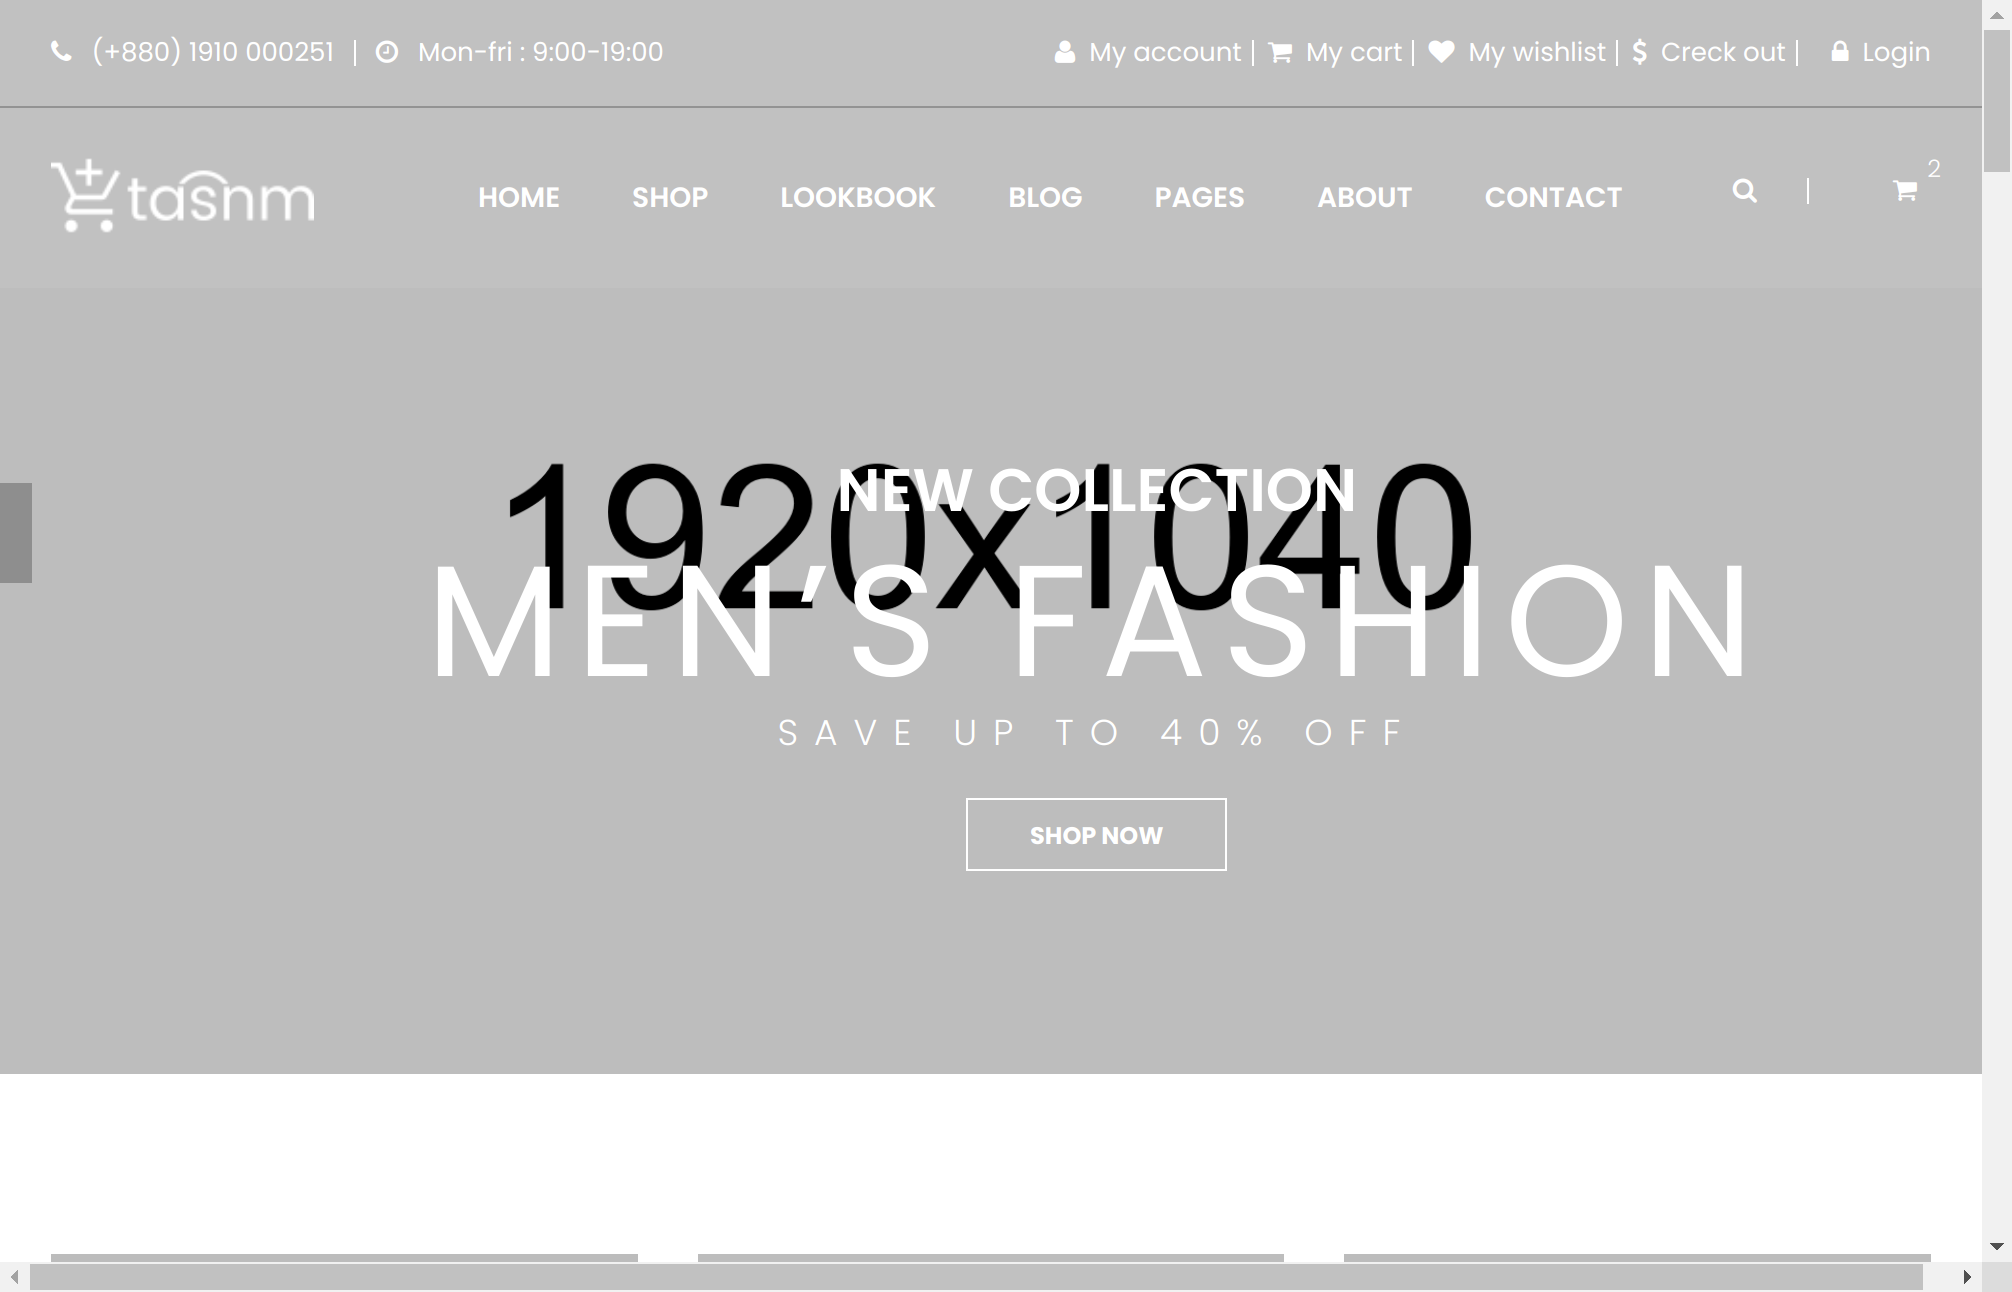 (+880) 1910 000251 | Mon-fri : 9:00-19:00
My account | My cart | My wishlist | Creck out | Login
tasnm
HOME SHOP LOOKBOOK BLOG PAGES ABOUT CONTACT | 2
1920x1040
NEW COLLECTION
MEN’S FASHION
SAVE UP TO 40% OFF
SHOP NOW